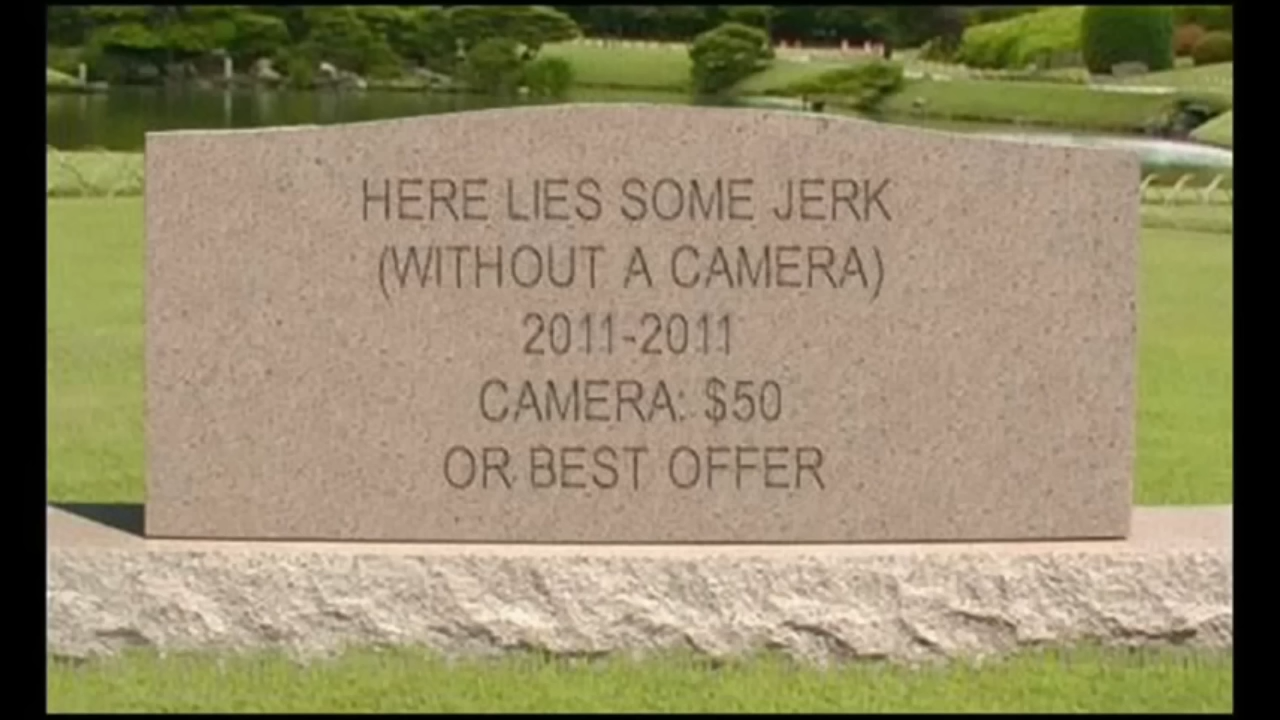 HERE LIES SOME JERK
(WITHOUT A CAMERA)
2011-2011
CAMERA: $50
OR BEST OFFER